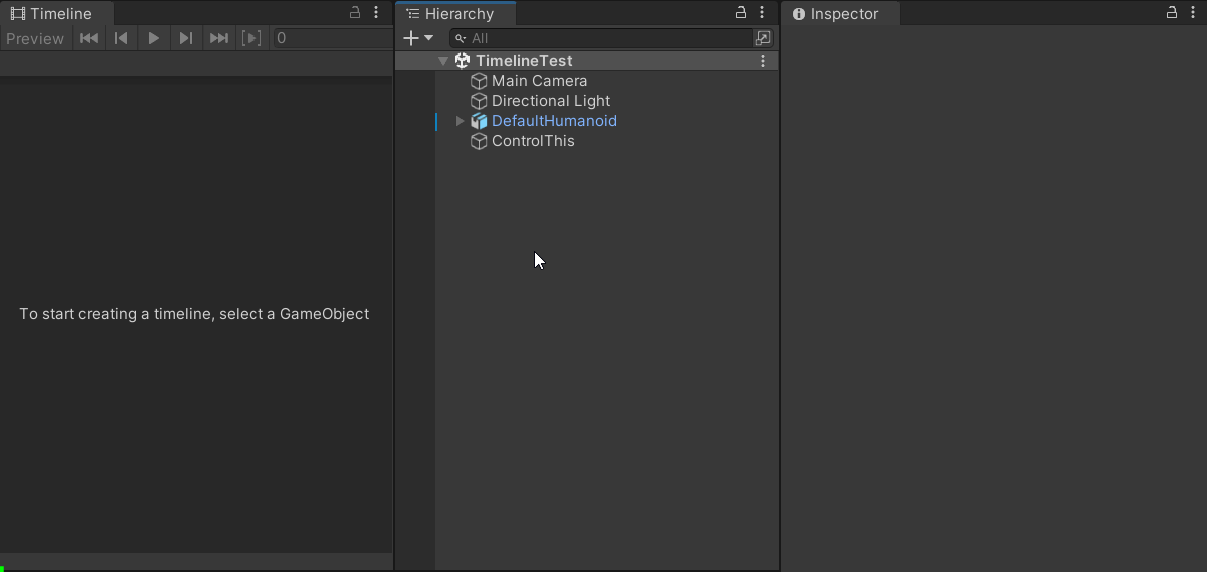 Timeline
Preview
0
To start creating a timeline, select a GameObject
Hierarchy
All
TimelineTest
Main Camera
Directional Light
DefaultHumanoid
ControlThis
Inspector